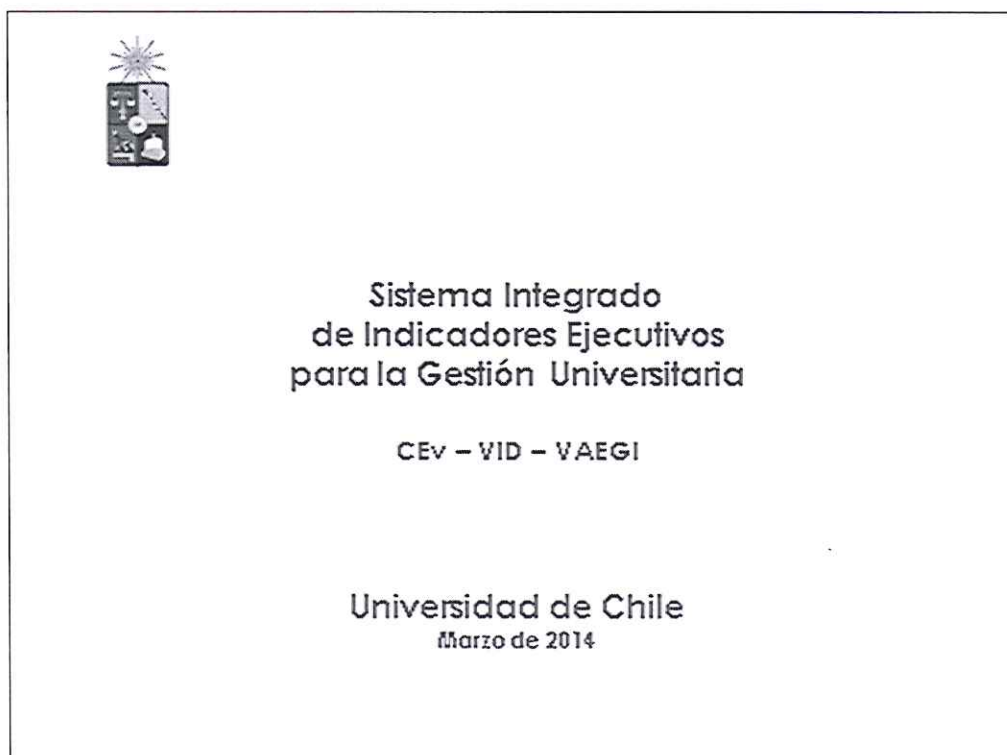 Sistema Integrado
de Indicadores Ejecutivos
para la Gestión Universitaria
CEv – VID – VAEGI
Universidad de Chile
Marzo de 2014